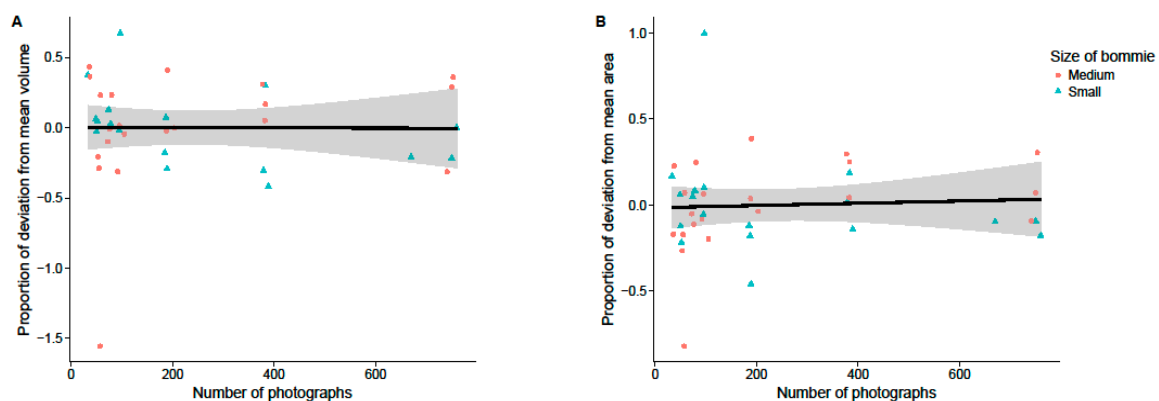 A
Proportion of deviation from mean volume
0.5
0.0
−0.5
−1.0
−1.5
0
200
400
600
Number of photographs
B
Proportion of deviation from mean area
1.0
0.5
0.0
−0.5
0
200
400
600
Number of photographs
Size of bommie
Medium
Small